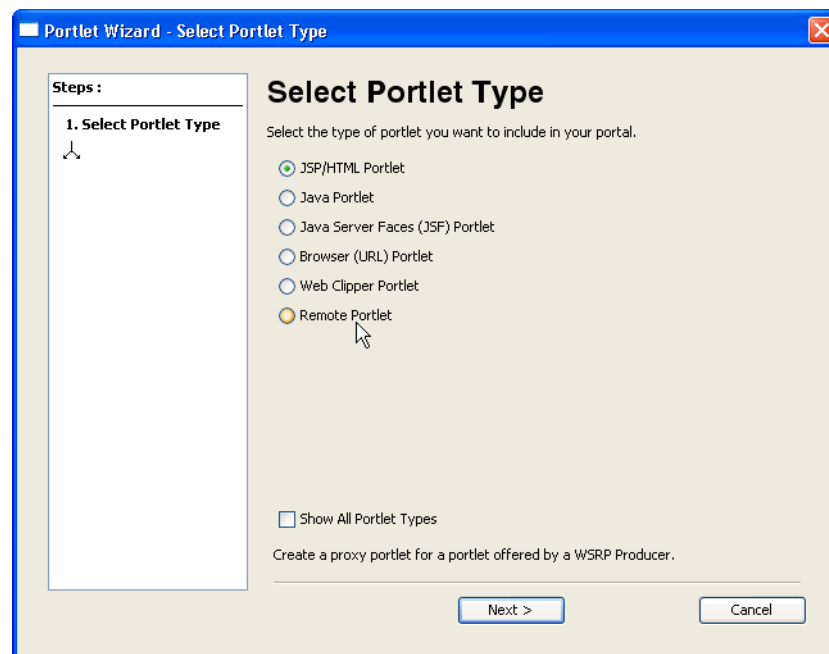 Portlet Wizard - Select Portlet Type
Steps :
1. Select Portlet Type
Select Portlet Type
Select the type of portlet you want to include in your portal.
JSP/HTML Portlet
Java Portlet
Java Server Faces (JSF) Portlet
Browser (URL) Portlet
Web Clipper Portlet
Remote Portlet
Show All Portlet Types
Create a proxy portlet for a portlet offered by a WSRP Producer.
Next >
Cancel